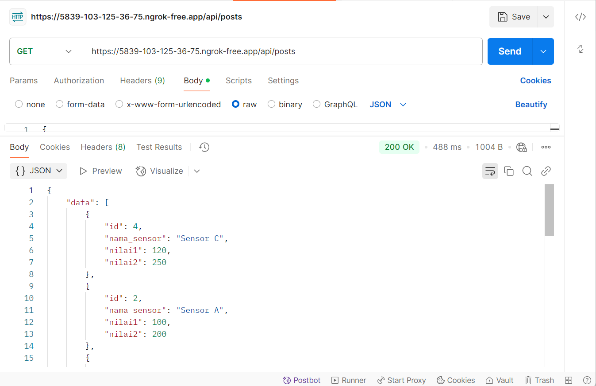 HTTP https://5839-103-125-36-75.ngrok-free.app/api/posts Save
GET https://5839-103-125-36-75.ngrok-free.app/api/posts Send
Params Authorization Headers (9) Body Scripts Settings Cookies
none form-data x-www-form-urlencoded raw binary GraphQL JSON Beautify
1 {
Body Cookies Headers (8) Test Results 200 OK 488 ms 1004 B
{} JSON Preview Visualize
1 {
2 "data": [
3 {
4 "id": 4,
5 "nama_sensor": "Sensor C",
6 "nilai1": 120,
7 "nilai2": 250
8 },
9 {
10 "id": 2,
11 "nama_sensor": "Sensor A",
12 "nilai1": 100,
13 "nilai2": 200
14 },
15 {
Postbot Runner Start Proxy Cookies Vault Trash